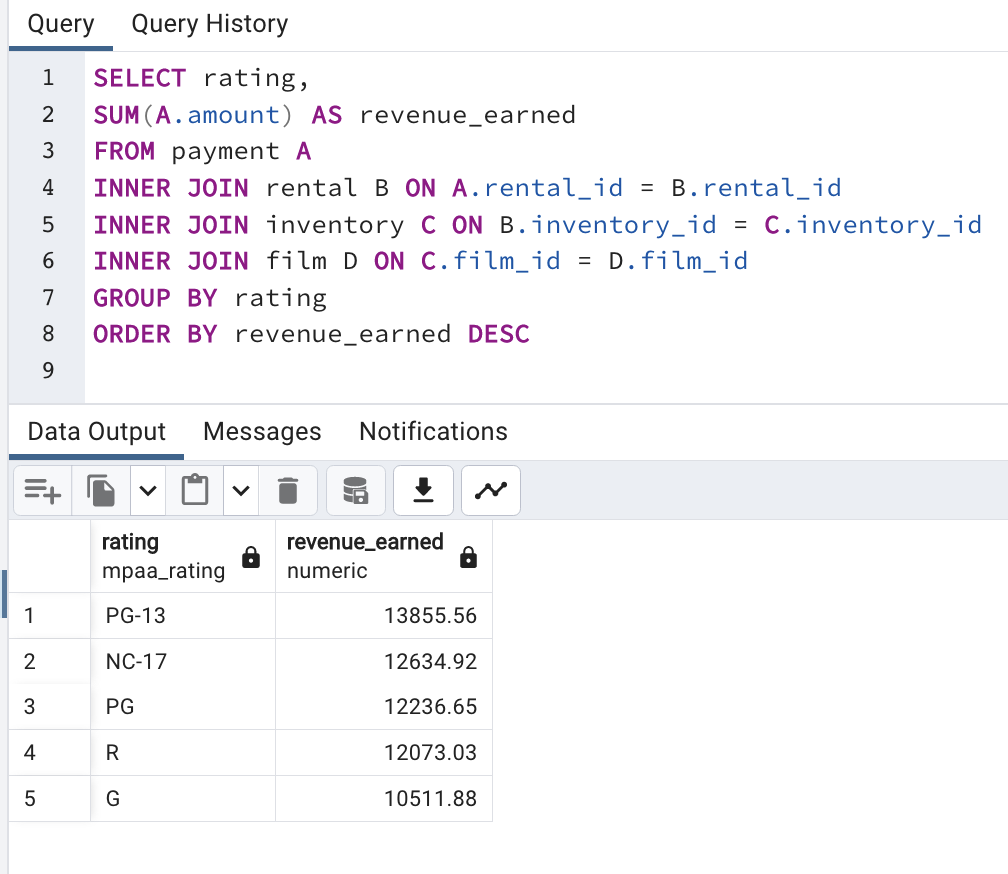 Query Query History
1 SELECT rating,
2 SUM(A.amount) AS revenue_earned
3 FROM payment A
4 INNER JOIN rental B ON A.rental_id = B.rental_id
5 INNER JOIN inventory C ON B.inventory_id = C.inventory_id
6 INNER JOIN film D ON C.film_id = D.film_id
7 GROUP BY rating
8 ORDER BY revenue_earned DESC
9
Data Output Messages Notifications
rating revenue_earned
mpaa_rating numeric
1 PG-13 13855.56
2 NC-17 12634.92
3 PG 12236.65
4 R 12073.03
5 G 10511.88